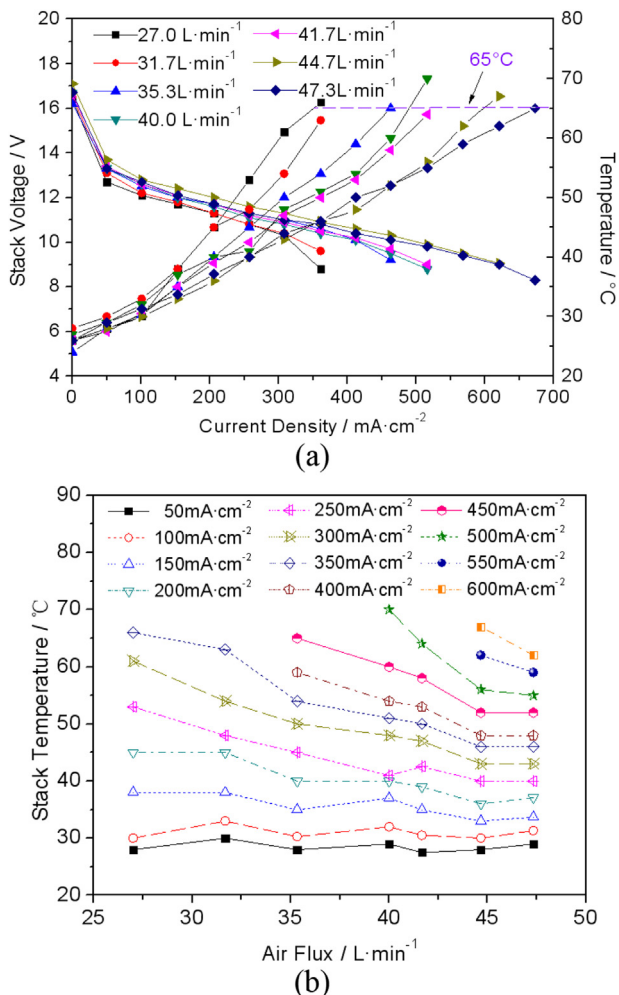 20
18
16
14
12
10
8
6
4
Stack Voltage / V
27.0 L·min⁻¹
31.7L·min⁻¹
35.3L·min⁻¹
40.0 L·min⁻¹
41.7L·min⁻¹
44.7L·min⁻¹
47.3L·min⁻¹
65°C
80
70
60
50
40
30
20
Temperature / °C
0 100 200 300 400 500 600 700
Current Density / mA·cm⁻²
(a)
90
80
70
60
50
40
30
20
Stack Temperature / ℃
50mA·cm⁻²
100mA·cm⁻²
150mA·cm⁻²
200mA·cm⁻²
250mA·cm⁻²
300mA·cm⁻²
350mA·cm⁻²
400mA·cm⁻²
450mA·cm⁻²
500mA·cm⁻²
550mA·cm⁻²
600mA·cm⁻²
25 30 35 40 45 50
Air Flux / L·min⁻¹
(b)